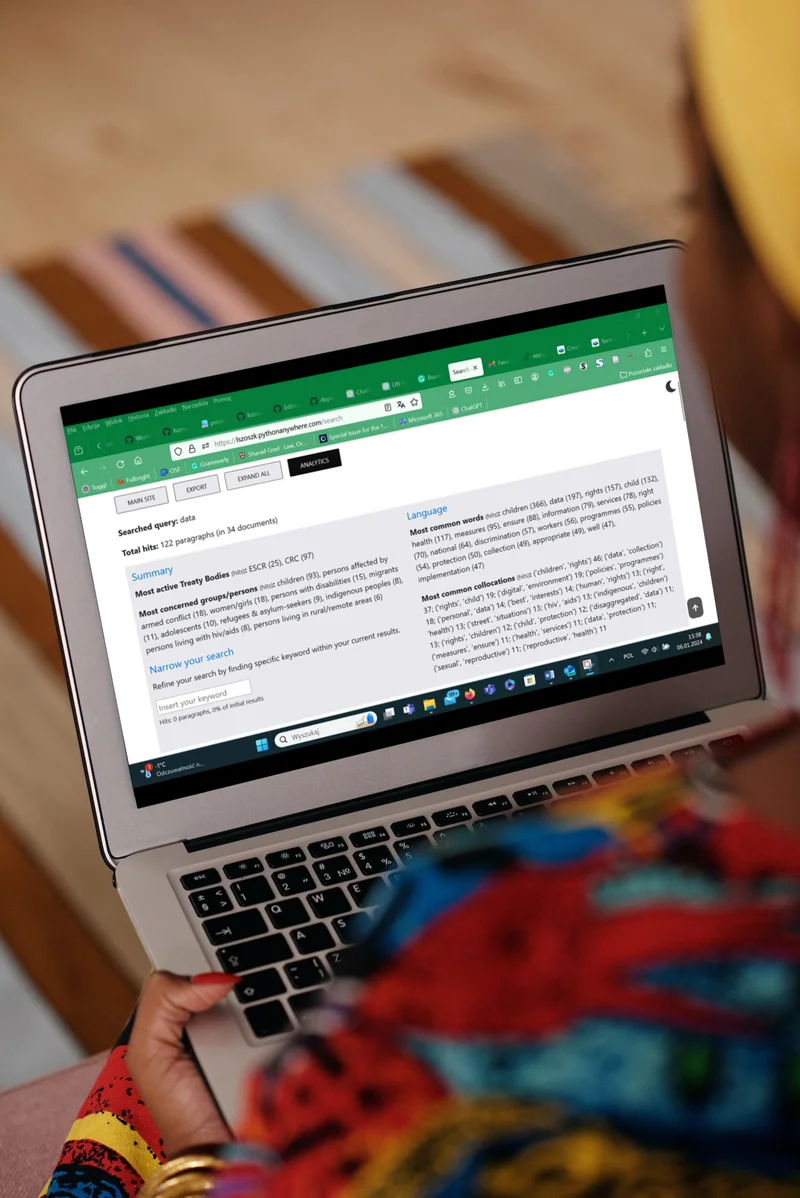 Plik Edycja Widok Historia Zakładki Narzędzia Pomoc
Search
https://lszoszk.pythonanywhere.com/search
Toggl Fulbright OSF Grammarly Sharad Goel - Law, Or... Special Issue for the 1... Microsoft 365 ChatGPT Pozostałe zakładki
MAIN SITE EXPORT EXPAND ALL ANALYTICS
Searched query: data
Total hits: 122 paragraphs (in 34 documents)
Summary
Most active Treaty Bodies (hits): ESCR (25), CRC (97)
Most concerned groups/persons (hits): children (93), persons affected by
armed conflict (18), women/girls (18), persons with disabilities (15), migrants
(11), adolescents (10), refugees & asylum-seekers (9), indigenous peoples (8),
persons living with hiv/aids (8), persons living in rural/remote areas (6)
Narrow your search
Refine your search by finding specific keyword within your current results.
Insert your keyword
Hits: 0 paragraphs, 0% of initial results
Language
Most common words (hits): children (366), data (197), rights (157), child (132),
health (117), measures (95), ensure (88), information (79), services (78), right
(70), national (64), discrimination (57), workers (56), programmes (55), policies
(54), protection (50), collection (49), appropriate (49), well (47),
implementation (47)
Most common collocations (hits): ('children', 'rights') 46; ('data', 'collection')
37; ('rights', 'child') 19; ('digital', 'environment') 19; ('policies', 'programmes')
18; ('personal', 'data') 14; ('best', 'interests') 14; ('human', 'rights') 13; ('right',
'health') 13; ('street', 'situations') 13; ('hiv', 'aids') 13; ('indigenous', 'children')
13; ('rights', 'children') 12; ('child', 'protection') 12; ('disaggregated', 'data') 11;
('measures', 'ensure') 11; ('health', 'services') 11; ('data', 'protection') 11;
('sexual', 'reproductive') 11; ('reproductive', 'health') 11
-1°C
Odczuwalność n...
Wyszukaj
POL
15:38
06.01.2024
esc
Q W E
A S
Z